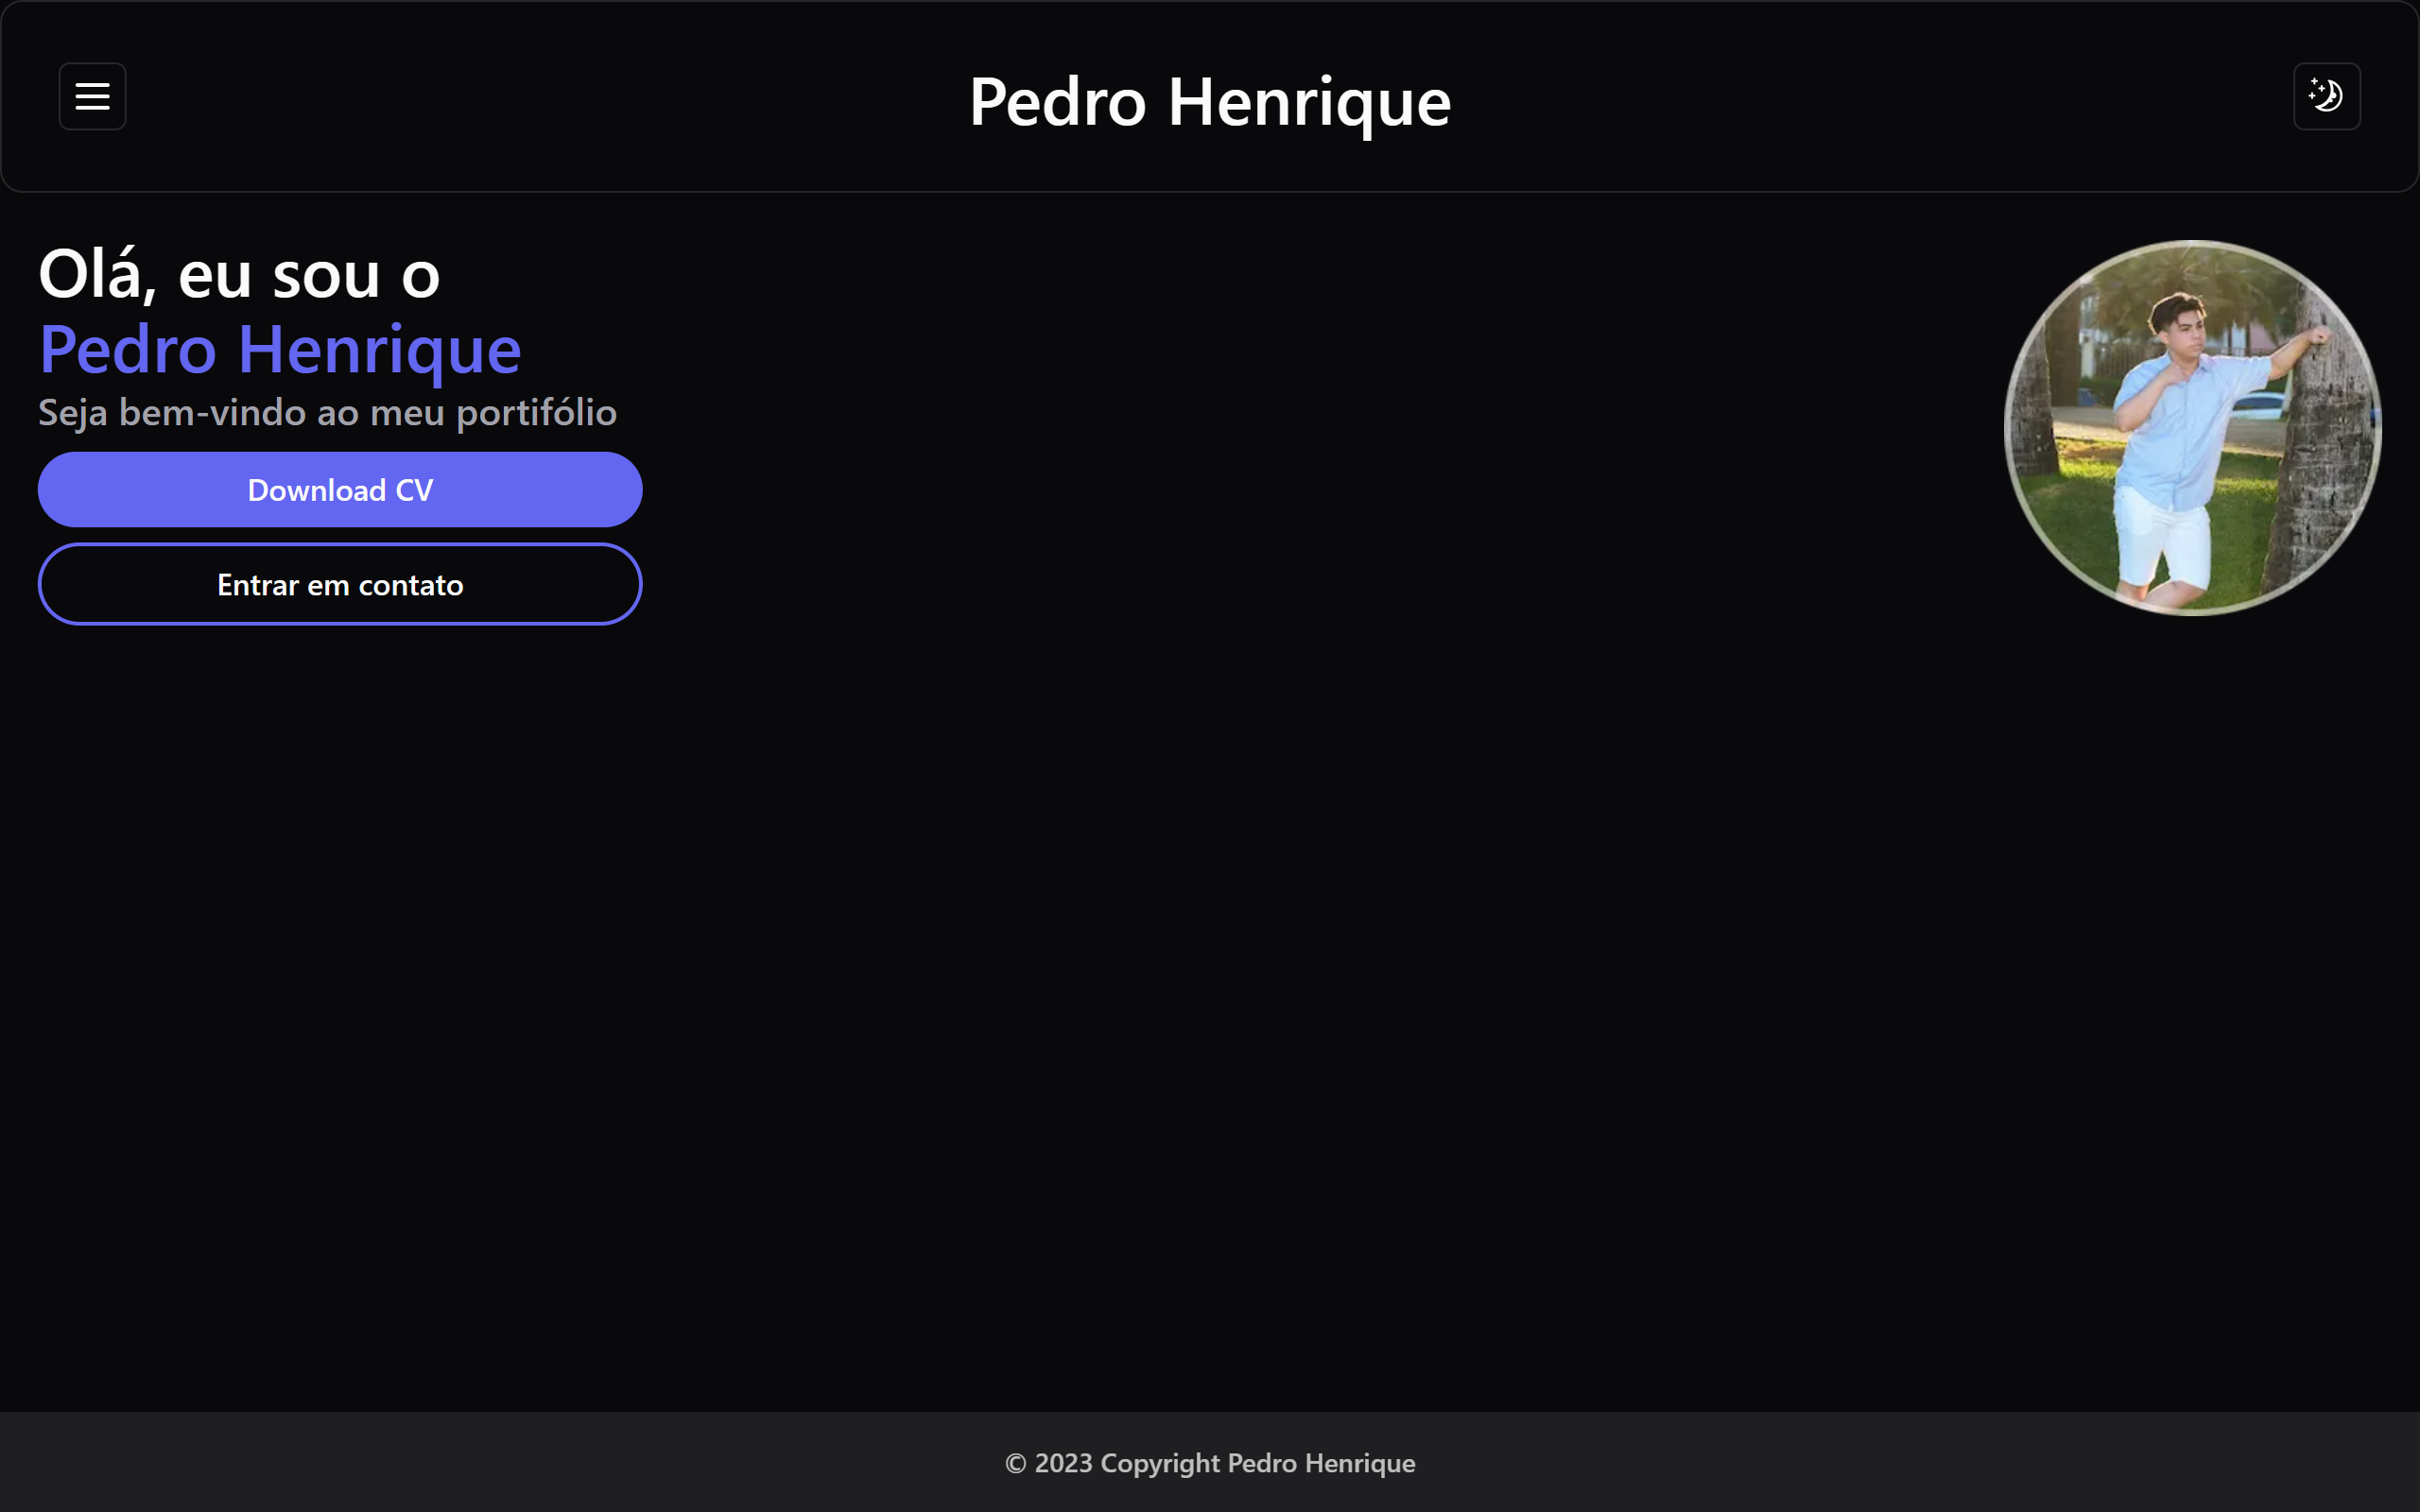 Pedro Henrique
Olá, eu sou o
Pedro Henrique
Seja bem-vindo ao meu portifólio
Download CV
Entrar em contato
© 2023 Copyright Pedro Henrique